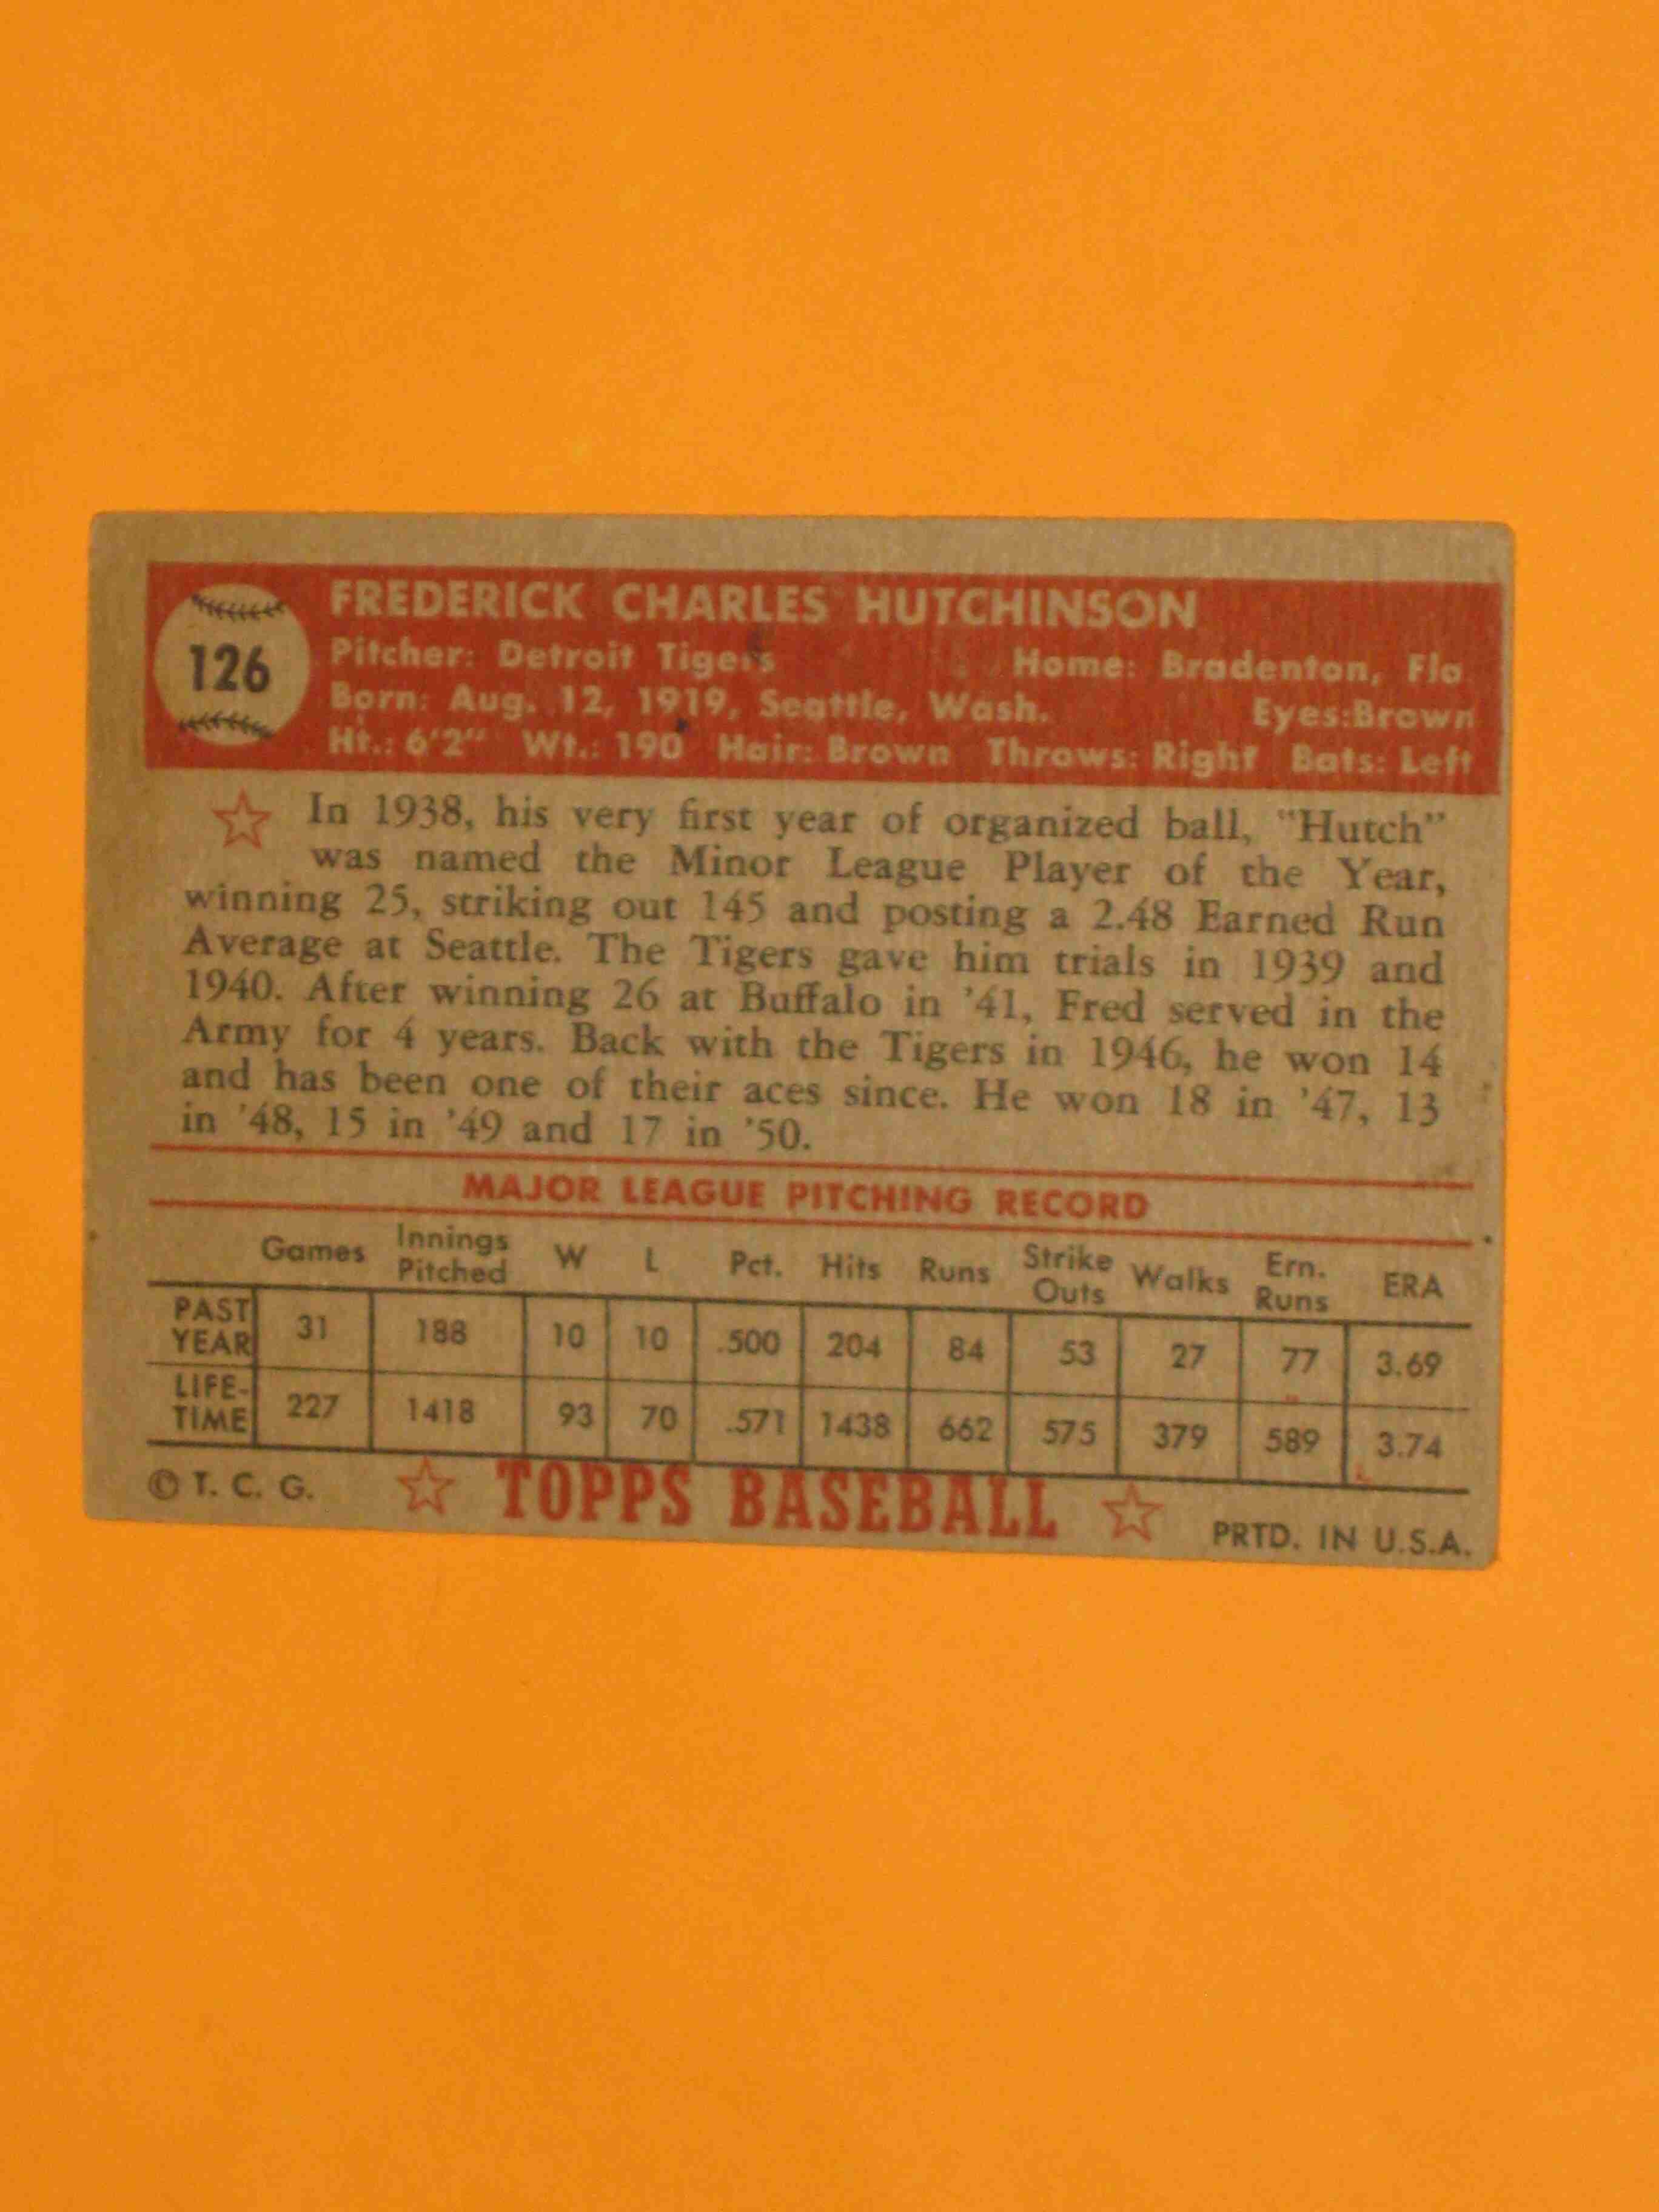 126
FREDERICK CHARLES HUTCHINSON
Pitcher: Detroit Tigers Home: Bradenton, Fla.
Born: Aug. 12, 1919, Seattle, Wash. Eyes:Brown
Ht.: 6'2" Wt.: 190 Hair: Brown Throws: Right Bats: Left
In 1938, his very first year of organized ball, "Hutch"
was named the Minor League Player of the Year,
winning 25, striking out 145 and posting a 2.48 Earned Run
Average at Seattle. The Tigers gave him trials in 1939 and
1940. After winning 26 at Buffalo in '41, Fred served in the
Army for 4 years. Back with the Tigers in 1946, he won 14
and has been one of their aces since. He won 18 in '47, 13
in '48, 15 in '49 and 17 in '50.
MAJOR LEAGUE PITCHING RECORD
Games Innings Pitched W L Pct. Hits Runs Strike Outs Walks Ern. Runs ERA
PAST YEAR 31 188 10 10 .500 204 84 53 27 77 3.69
LIFE-TIME 227 1418 93 70 .571 1438 662 575 379 589 3.74
© T. C. G. TOPPS BASEBALL PRTD. IN U.S.A.